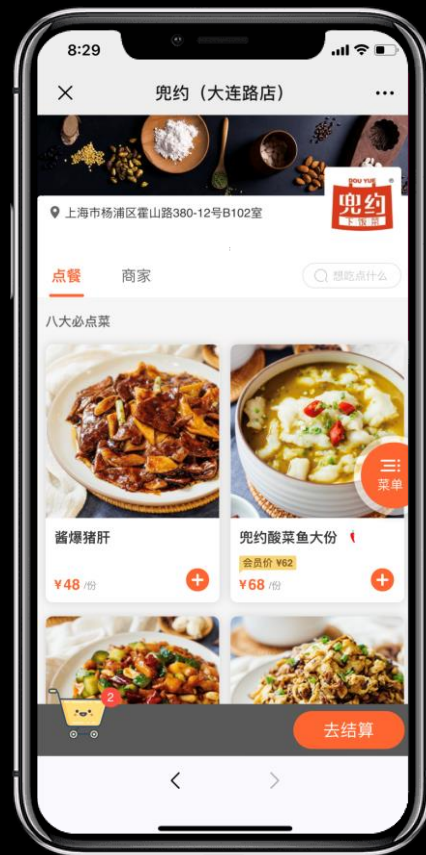 8:29
兜约（大连路店）
上海市杨浦区霍山路380-12号B102室
DOU YUE
兜约
下饭菜
点餐 商家 想吃点什么
八大必点菜
菜单
酱爆猪肝 兜约酸菜鱼大份
会员价 ¥62
¥48 /份 ¥68 /份
2
去结算